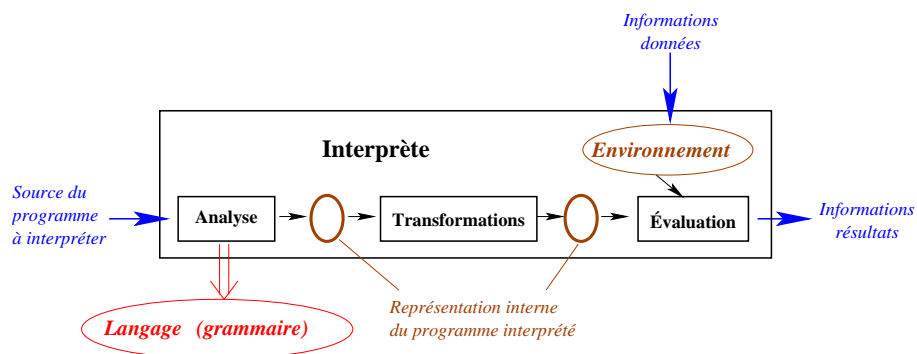 Informations
données
Interprète
Environnement
Source du
programme
à interpréter
Analyse
Transformations
Évaluation
Informations
résultats
Langage (grammaire)
Représentation interne
du programme interprété